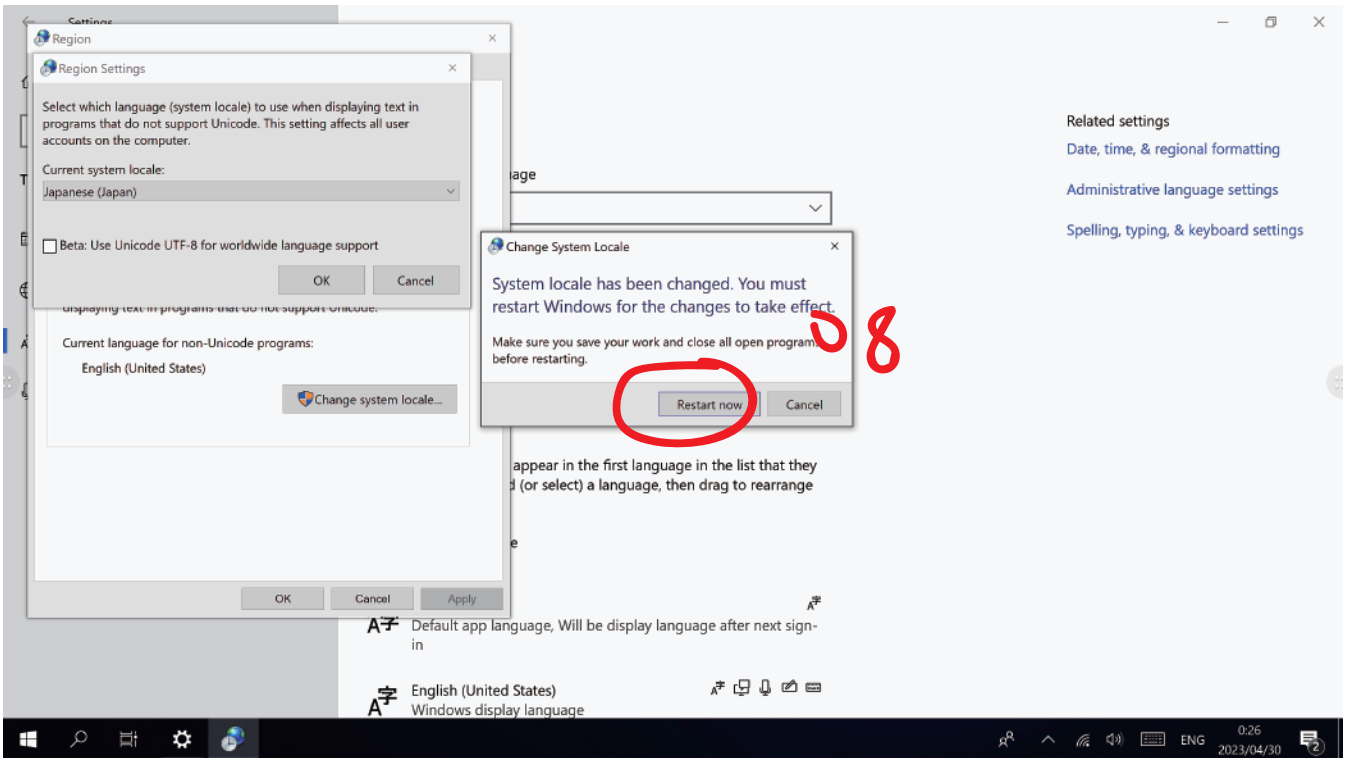 Settings
Region
Region Settings
Select which language (system locale) to use when displaying text in
programs that do not support Unicode. This setting affects all user
accounts on the computer.
Current system locale:
Japanese (Japan)
Beta: Use Unicode UTF-8 for worldwide language support
OK
Cancel
displaying text in programs that do not support Unicode.
Current language for non-Unicode programs:
English (United States)
Change system locale...
OK
Cancel
Apply
Change System Locale
System locale has been changed. You must
restart Windows for the changes to take effect.
Make sure you save your work and close all open programs
before restarting.
Restart now
Cancel
08
appear in the first language in the list that they
(or select) a language, then drag to rearrange
Default app language, Will be display language after next sign-
in
English (United States)
Windows display language
Related settings
Date, time, & regional formatting
Administrative language settings
Spelling, typing, & keyboard settings
ENG
0:26
2023/04/30
2